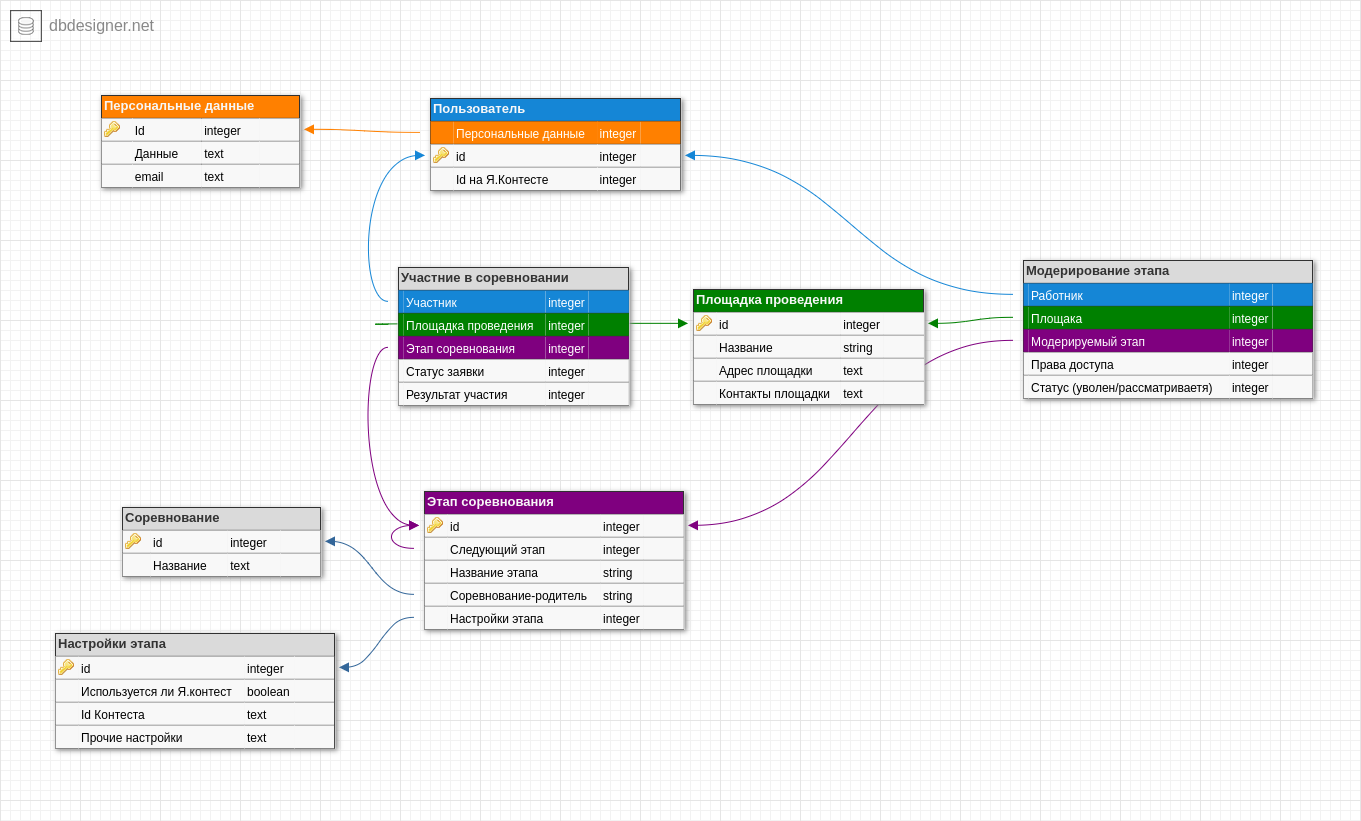 dbdesigner.net
Персональные данные
Id integer
Данные text
email text
Пользователь
Персональные данные integer
id integer
Id на Я.Контесте integer
Участние в соревновании
Участник integer
Площадка проведения integer
Этап соревнования integer
Статус заявки integer
Результат участия integer
Площадка проведения
id integer
Название string
Адрес площадки text
Контакты площадки text
Модерирование этапа
Работник integer
Площака integer
Модерируемый этап integer
Права доступа integer
Статус (уволен/рассматриваетя) integer
Этап соревнования
id integer
Следующий этап integer
Название этапа string
Соревнование-родитель string
Настройки этапа integer
Соревнование
id integer
Название text
Настройки этапа
id integer
Используется ли Я.контест boolean
Id Контеста text
Прочие настройки text